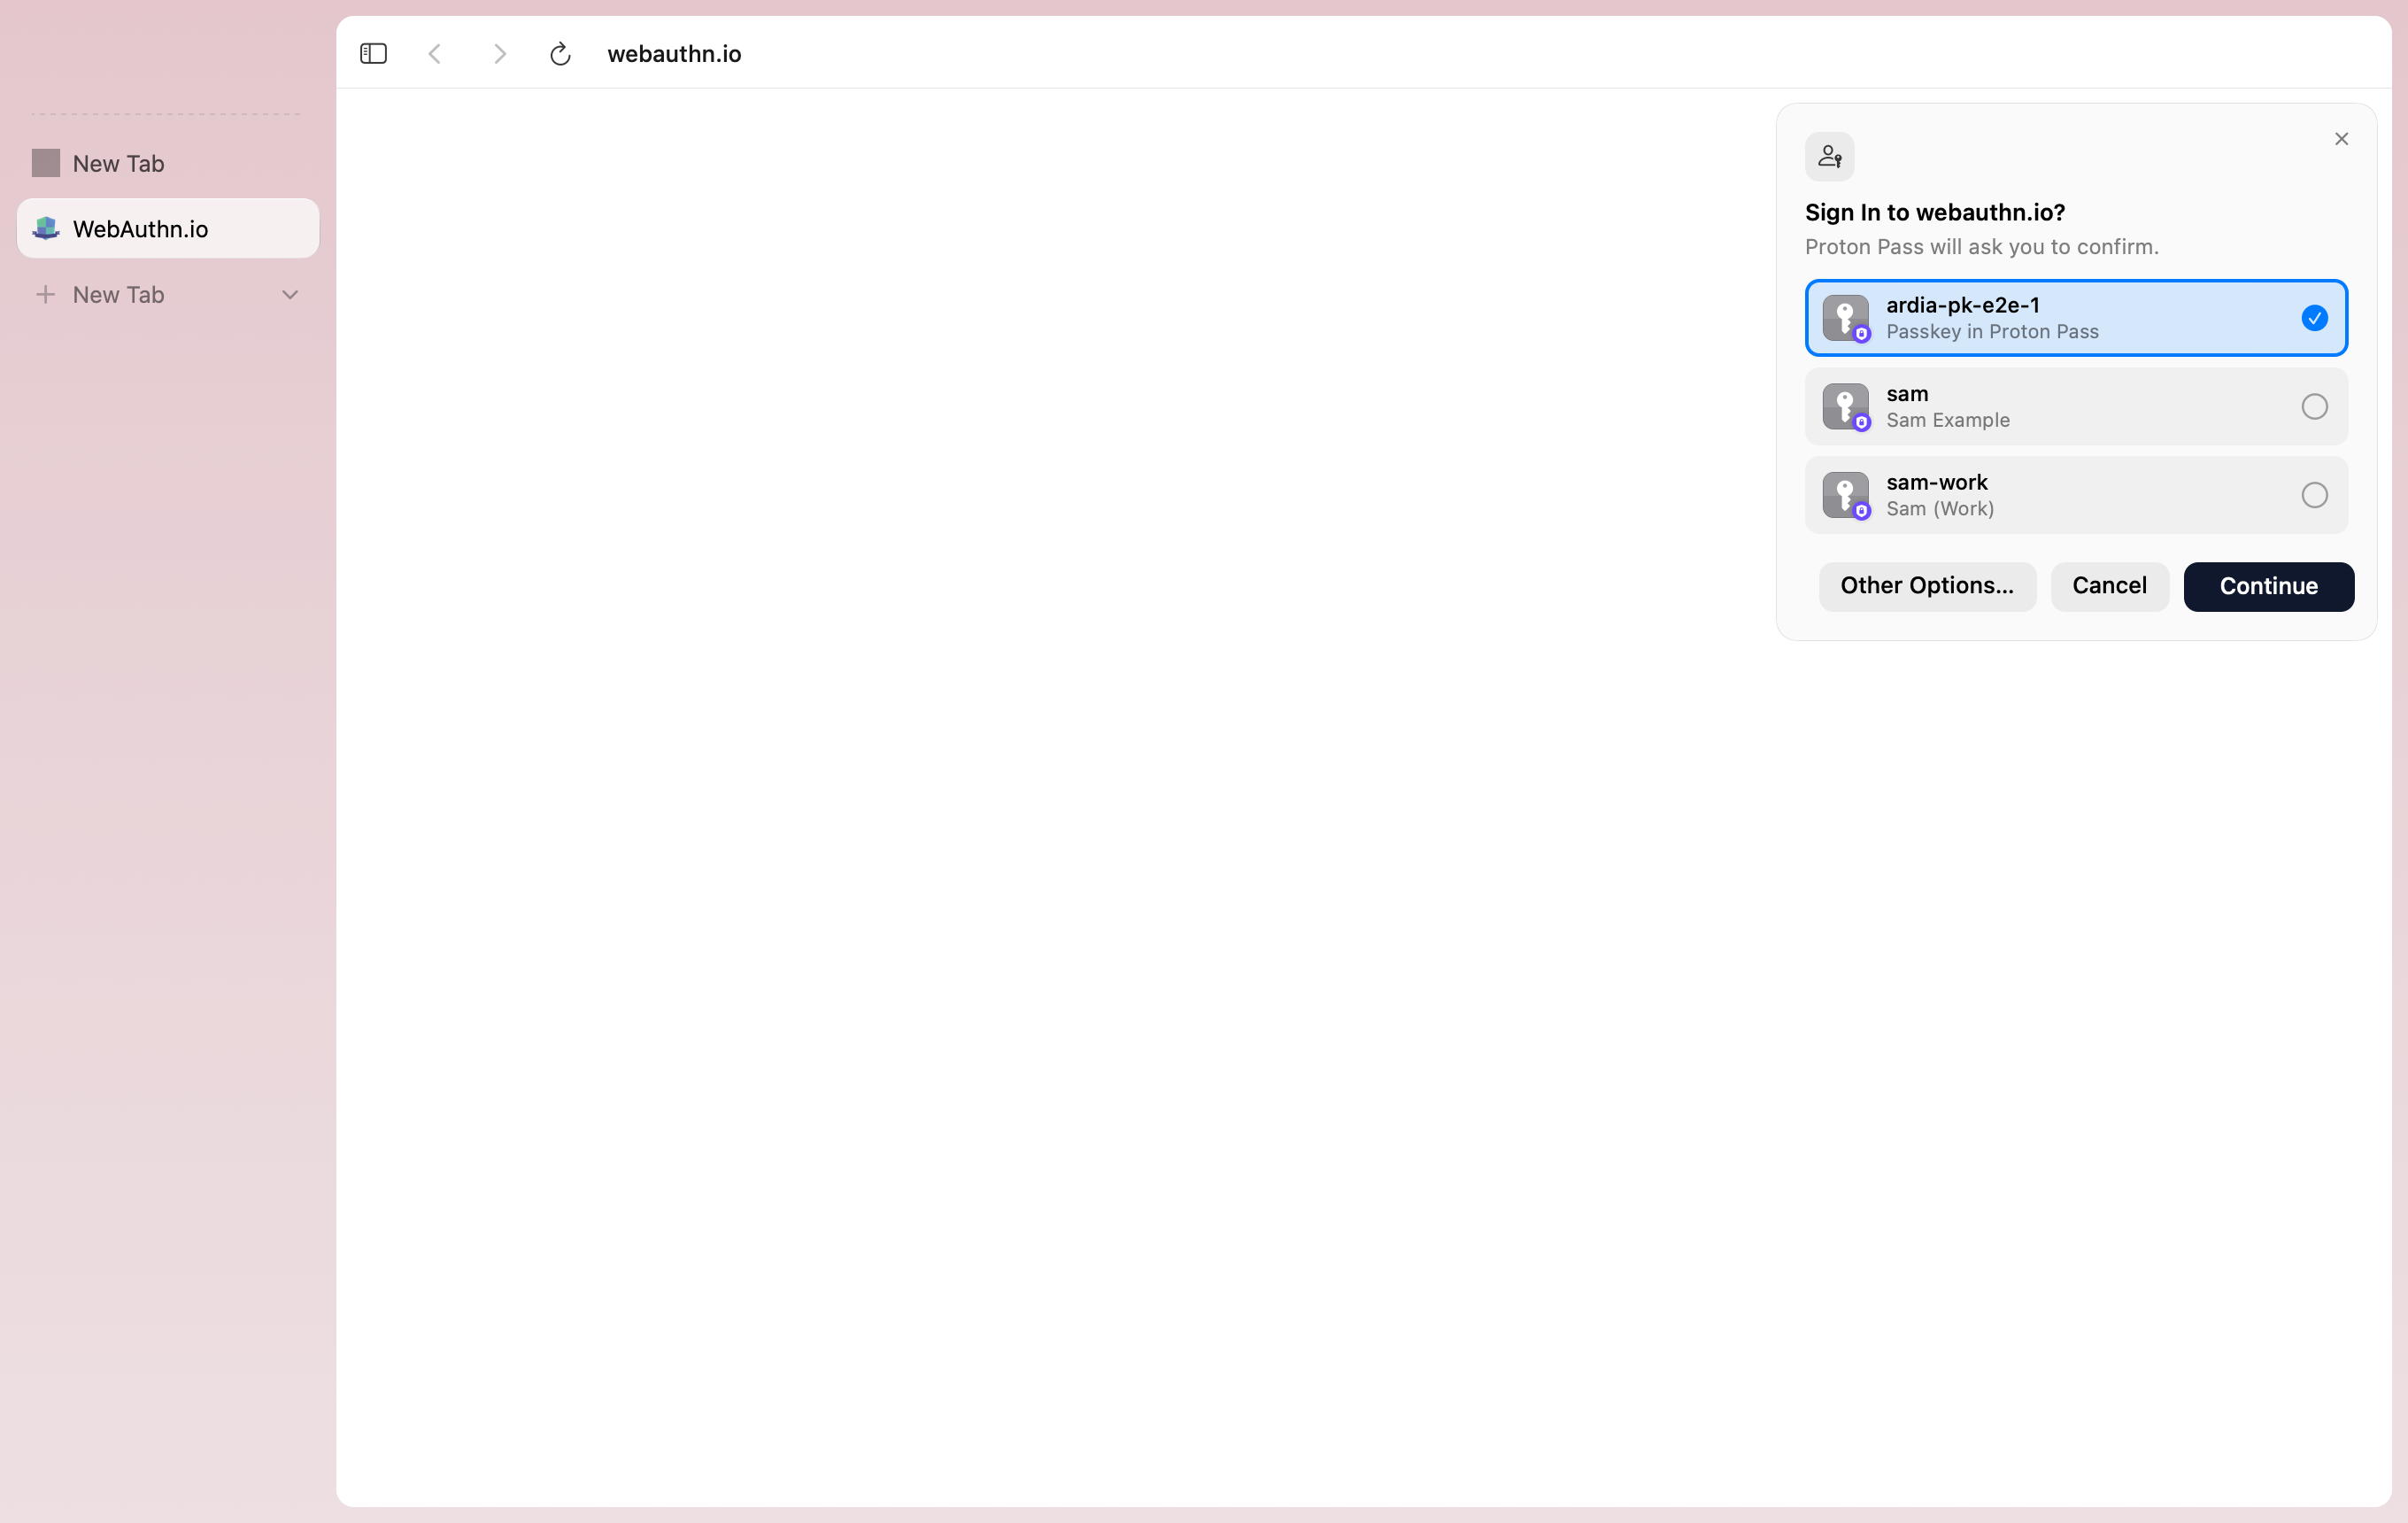 webauthn.io
New Tab
WebAuthn.io
New Tab
Sign In to webauthn.io?
Proton Pass will ask you to confirm.
ardia-pk-e2e-1
Passkey in Proton Pass
sam
Sam Example
sam-work
Sam (Work)
Other Options...
Cancel
Continue